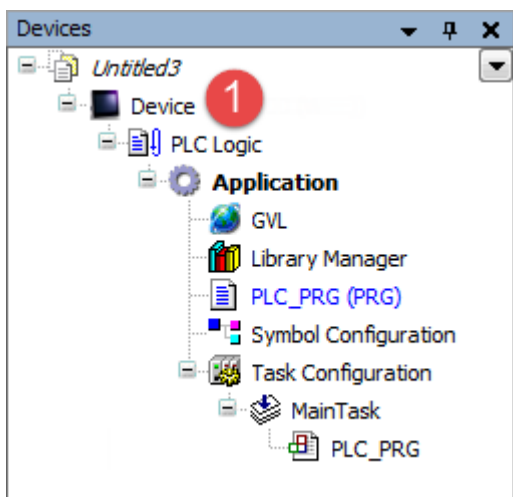 Devices
Untitled3
Device 1
PLC Logic
Application
GVL
Library Manager
PLC_PRG (PRG)
Symbol Configuration
Task Configuration
MainTask
PLC_PRG